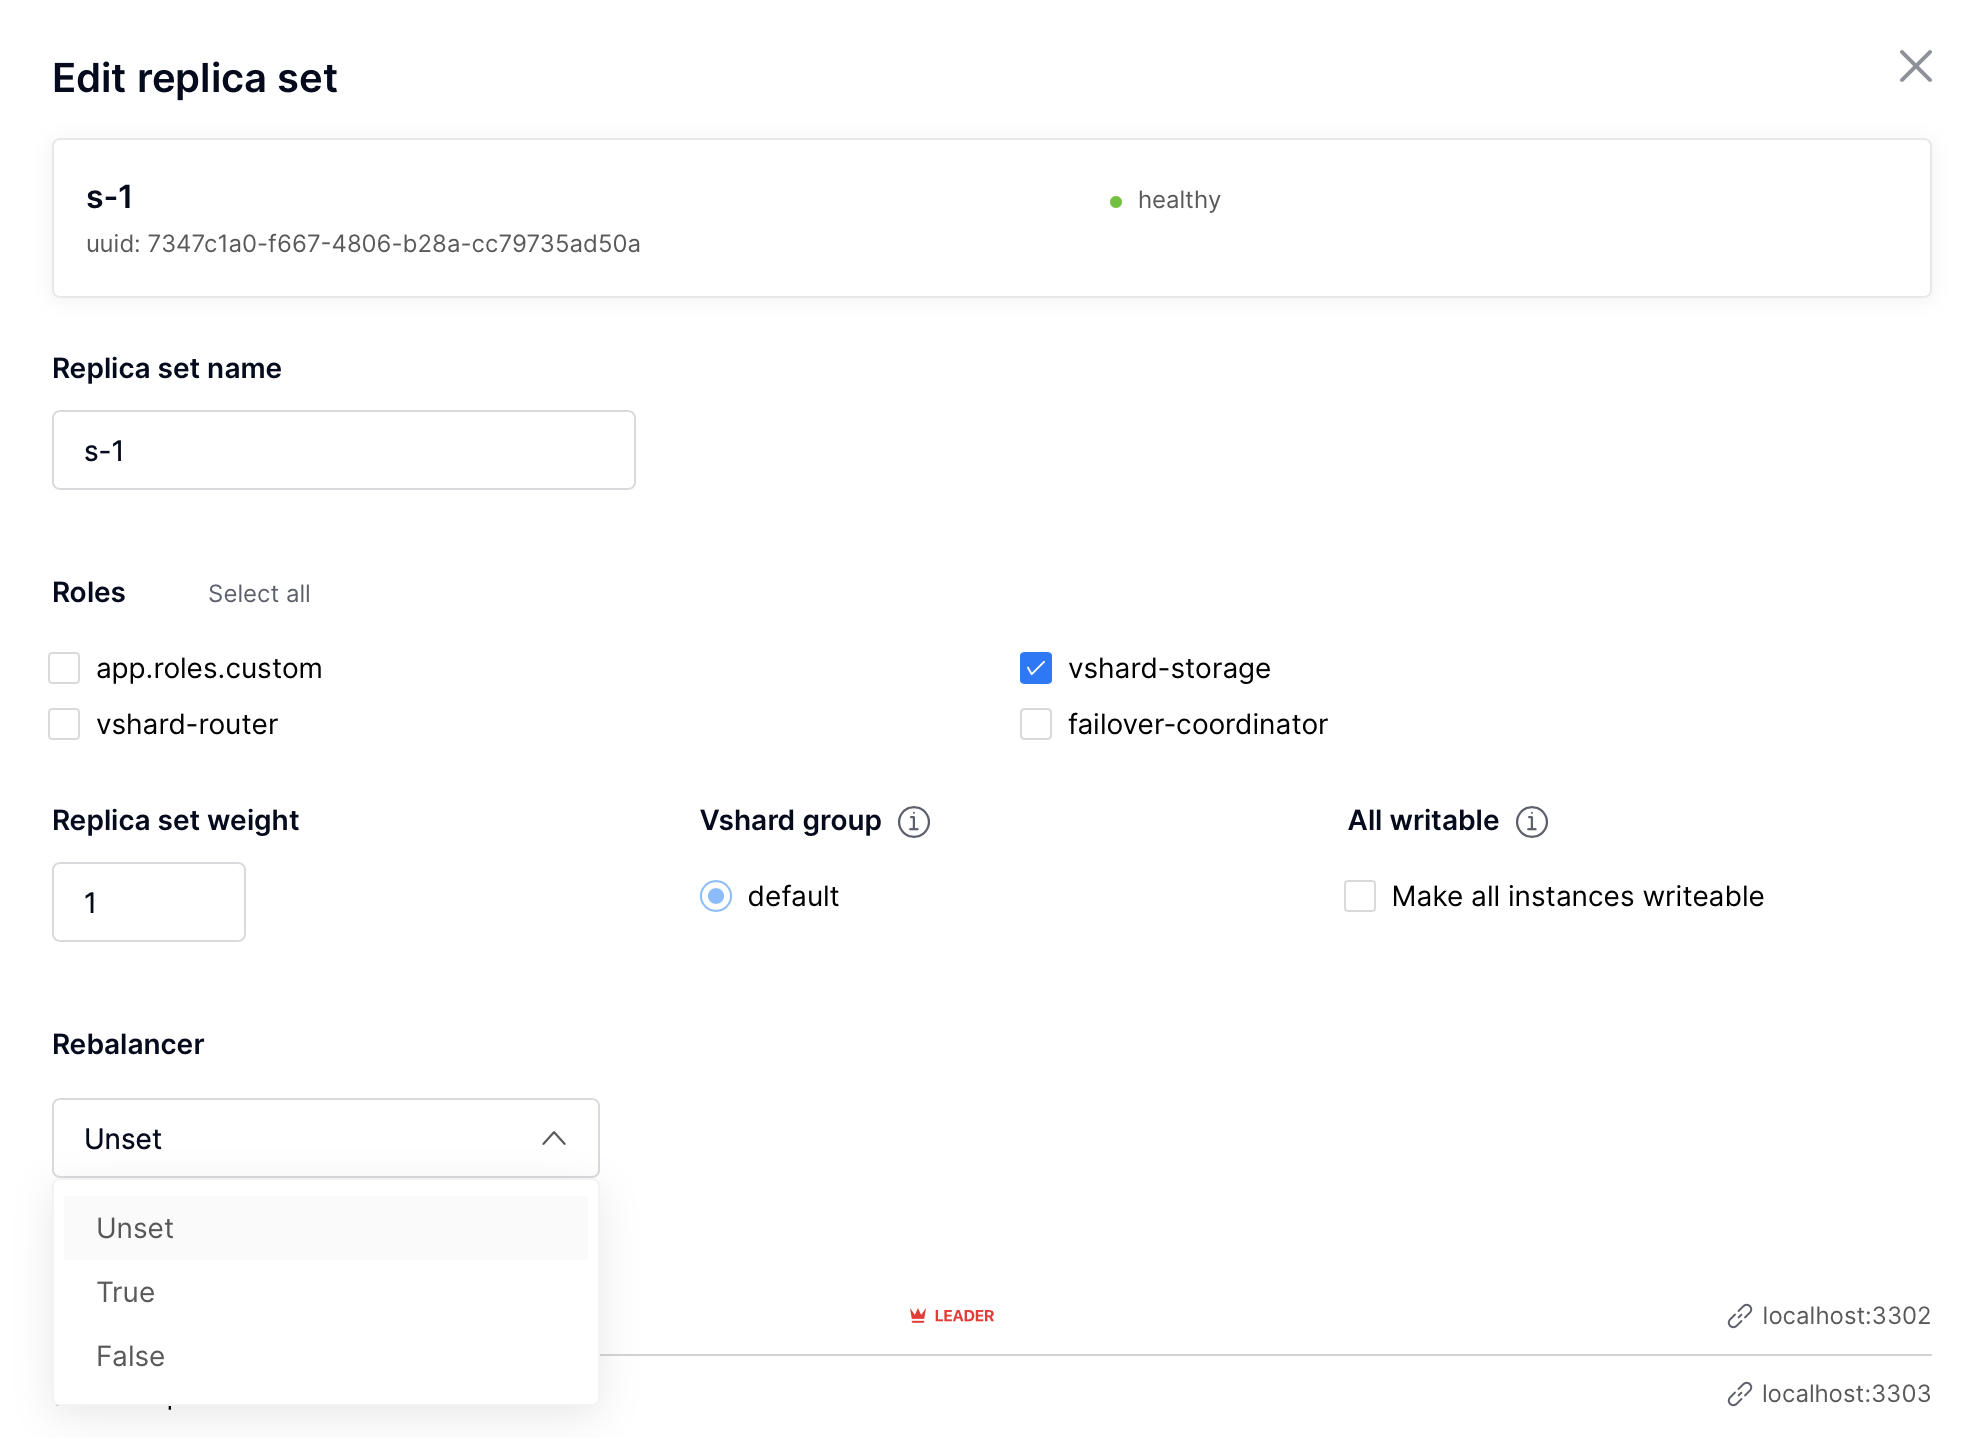 Edit replica set
s-1
healthy
uuid: 7347c1a0-f667-4806-b28a-cc79735ad50a
Replica set name
s-1
Roles Select all
app.roles.custom
vshard-storage
vshard-router
failover-coordinator
Replica set weight
Vshard group
All writable
1
default
Make all instances writeable
Rebalancer
Unset
Unset
True
False
LEADER
localhost:3302
localhost:3303